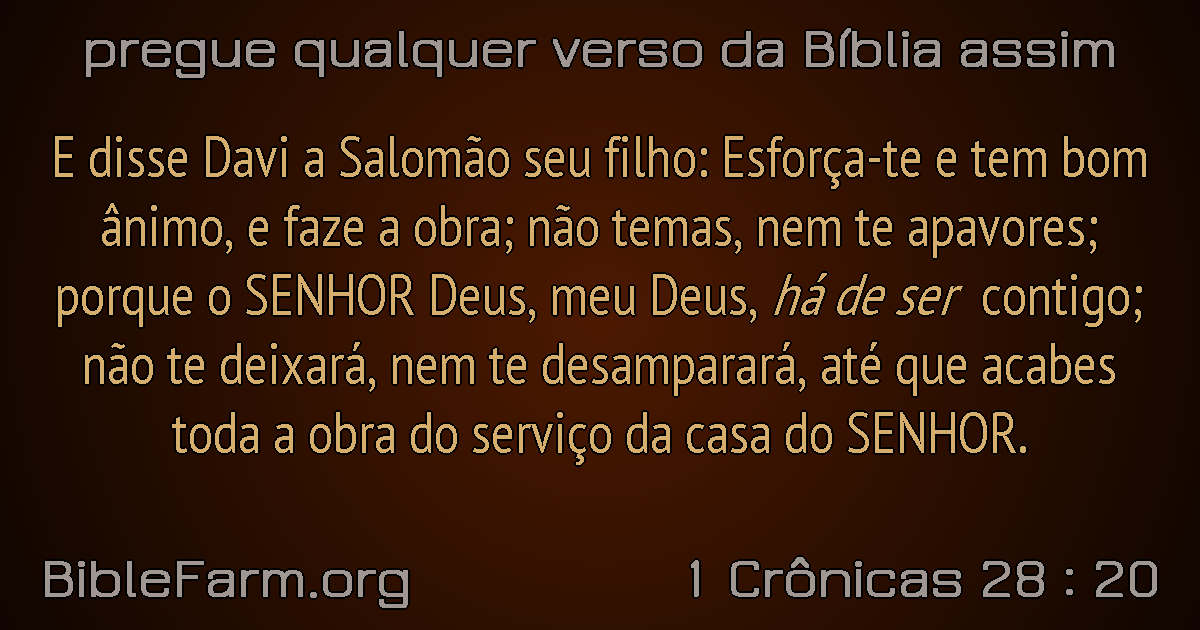 pregue qualquer verso da Bíblia assim
E disse Davi a Salomão seu filho: Esforça-te e tem bom
ânimo, e faze a obra; não temas, nem te apavores;
porque o SENHOR Deus, meu Deus, há de ser contigo;
não te deixará, nem te desamparará, até que acabes
toda a obra do serviço da casa do SENHOR.
BibleFarm.org
1 Crônicas 28 : 20